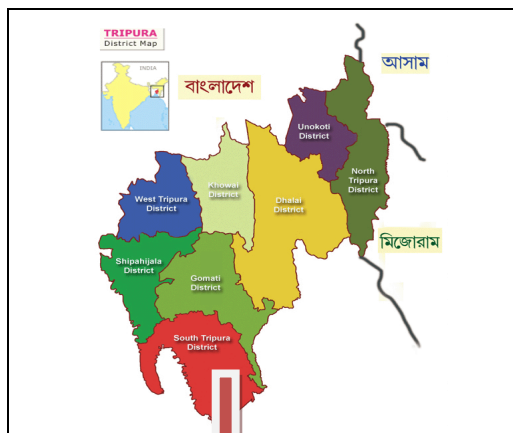 TRIPURA
District Map
INDIA
বাংলাদেশ
আসাম
Unokoti
District
North
Tripura
District
Khowai
District
Dhalai
District
West Tripura
District
মিজোরাম
Shipahijala
District
Gomati
District
South Tripura
District